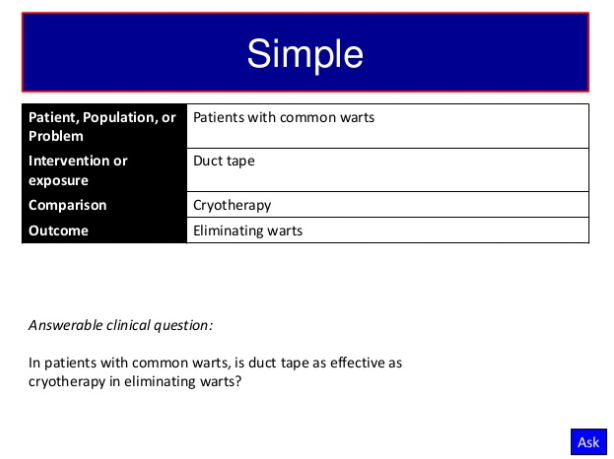 Simple
Patient, Population, or
Problem
Patients with common warts
Intervention or
exposure
Duct tape
Comparison
Cryotherapy
Outcome
Eliminating warts
Answerable clinical question:
In patients with common warts, is duct tape as effective as
cryotherapy in eliminating warts?
Ask